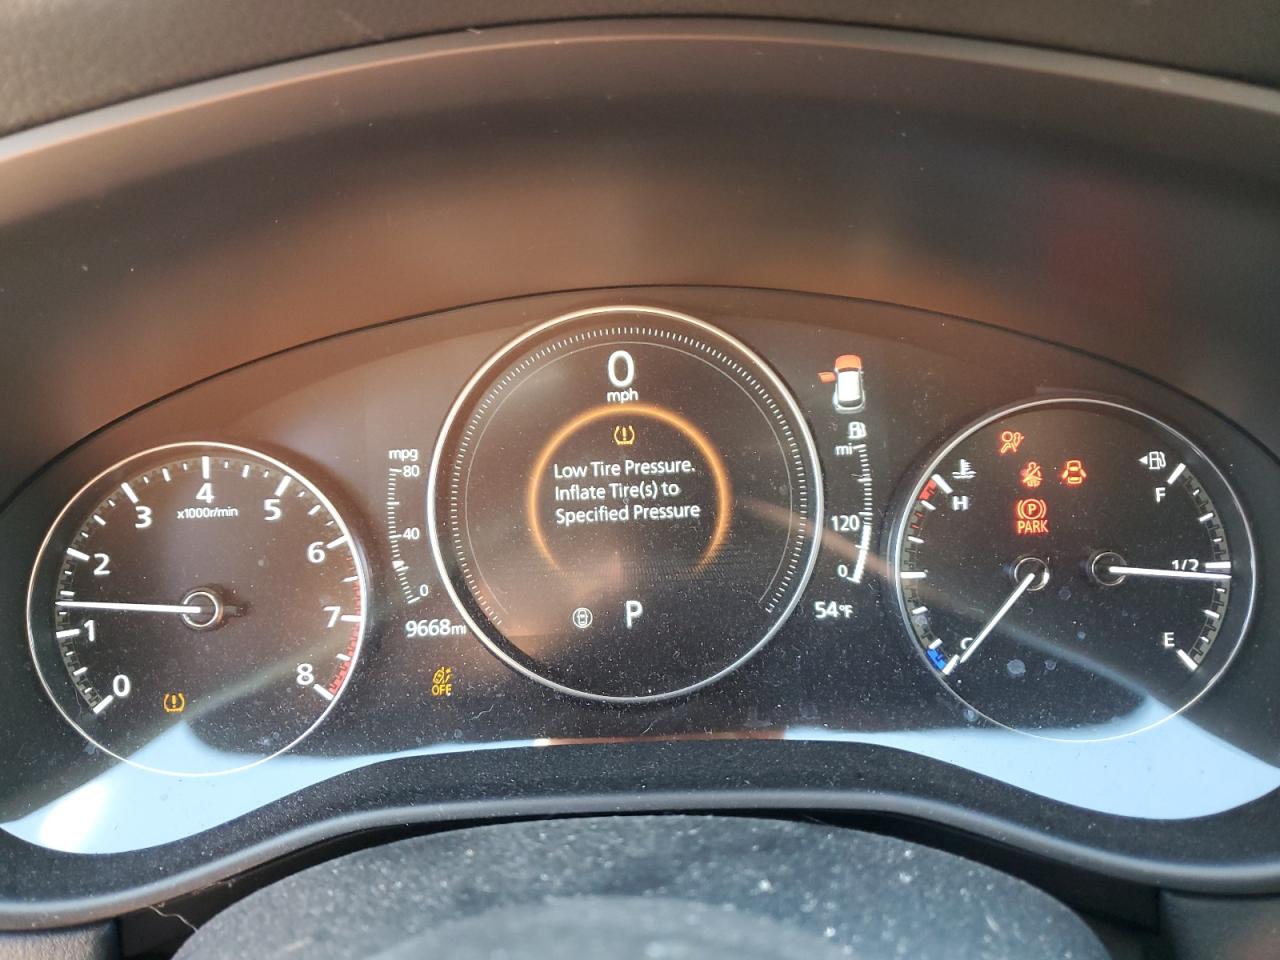 0
mph
Low Tire Pressure.
Inflate Tire(s) to
Specified Pressure
P
0
1
2
3
4
5
6
7
8
x1000r/min
mpg
80
40
0
9668mi
OFF
mi
120
0
54°F
H
C
P
PARK
F
1/2
E